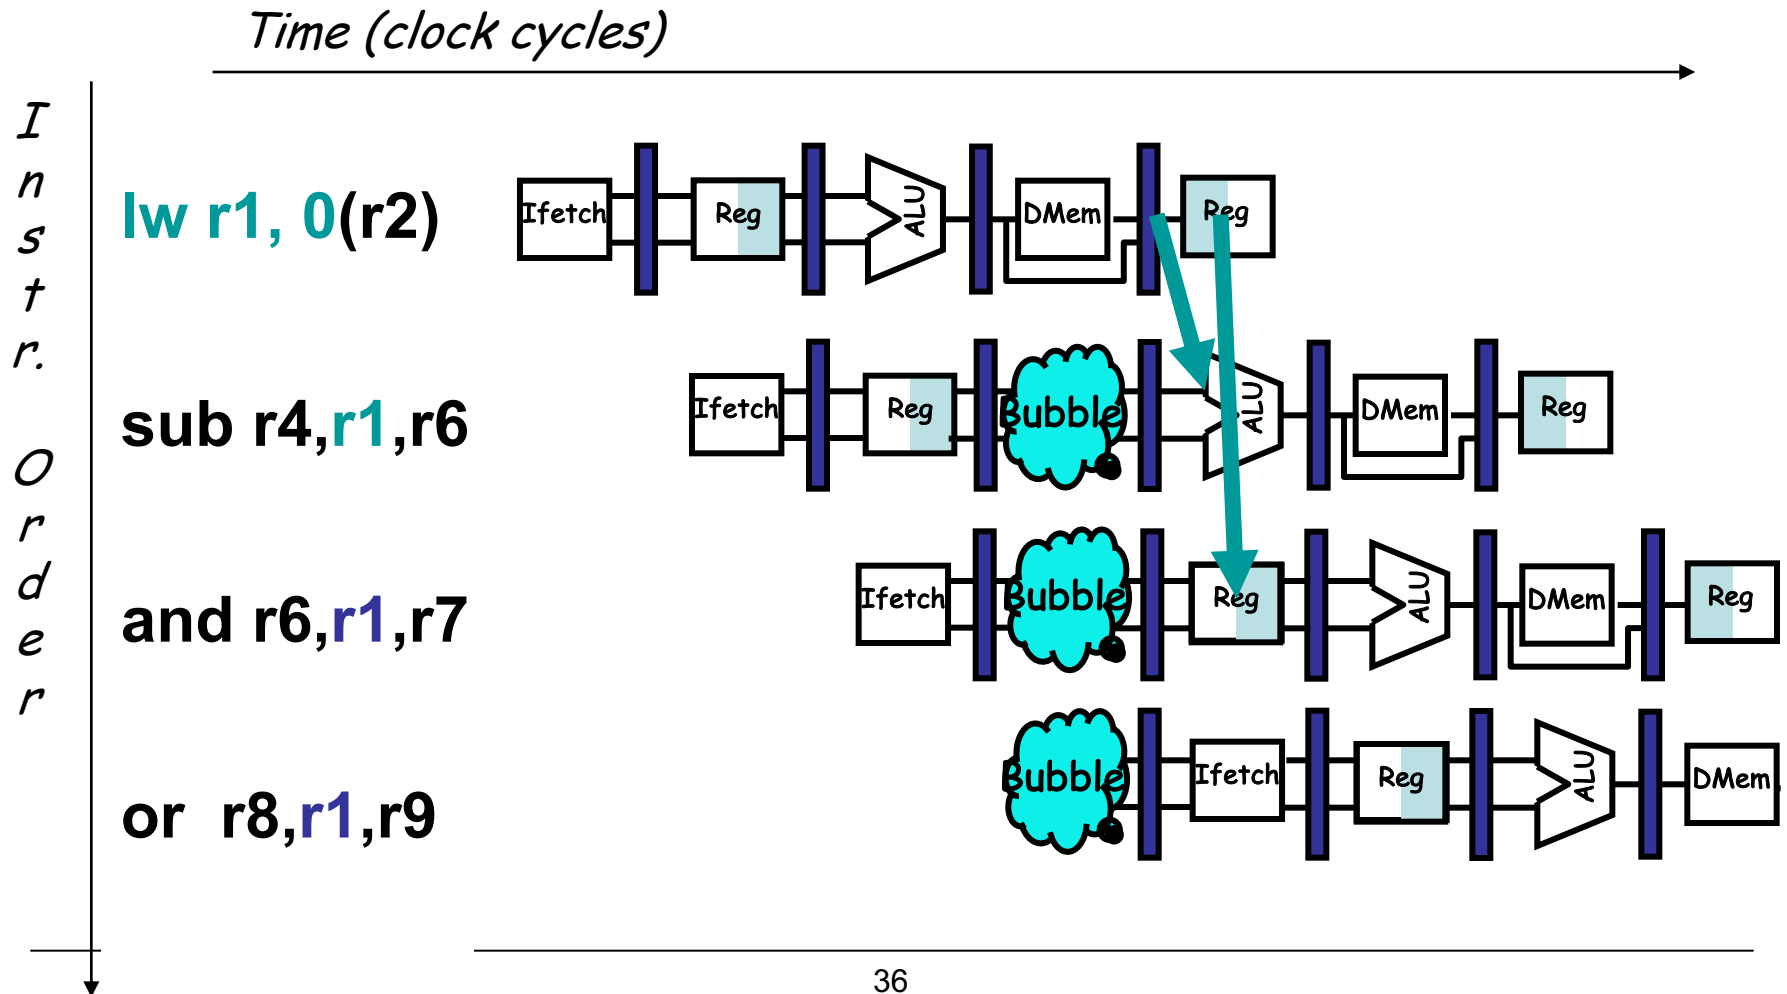 Time (clock cycles)
Instr. Order
lw r1, 0(r2)
Ifetch Reg ALU DMem Reg
sub r4,r1,r6
Ifetch Reg Bubble ALU DMem Reg
and r6,r1,r7
Ifetch Bubble Reg ALU DMem Reg
or r8,r1,r9
Bubble Ifetch Reg ALU DMem
36